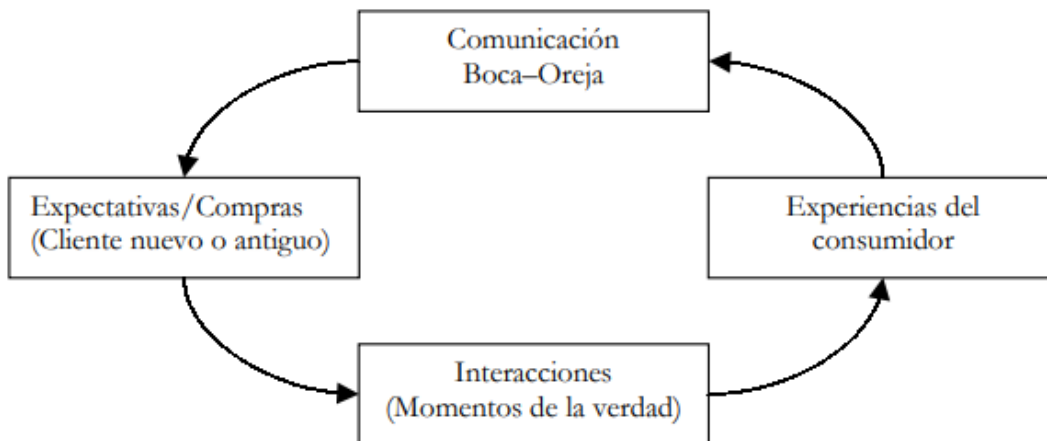 Comunicación
Boca–Oreja
Expectativas/Compras
(Cliente nuevo o antiguo)
Experiencias del
consumidor
Interacciones
(Momentos de la verdad)